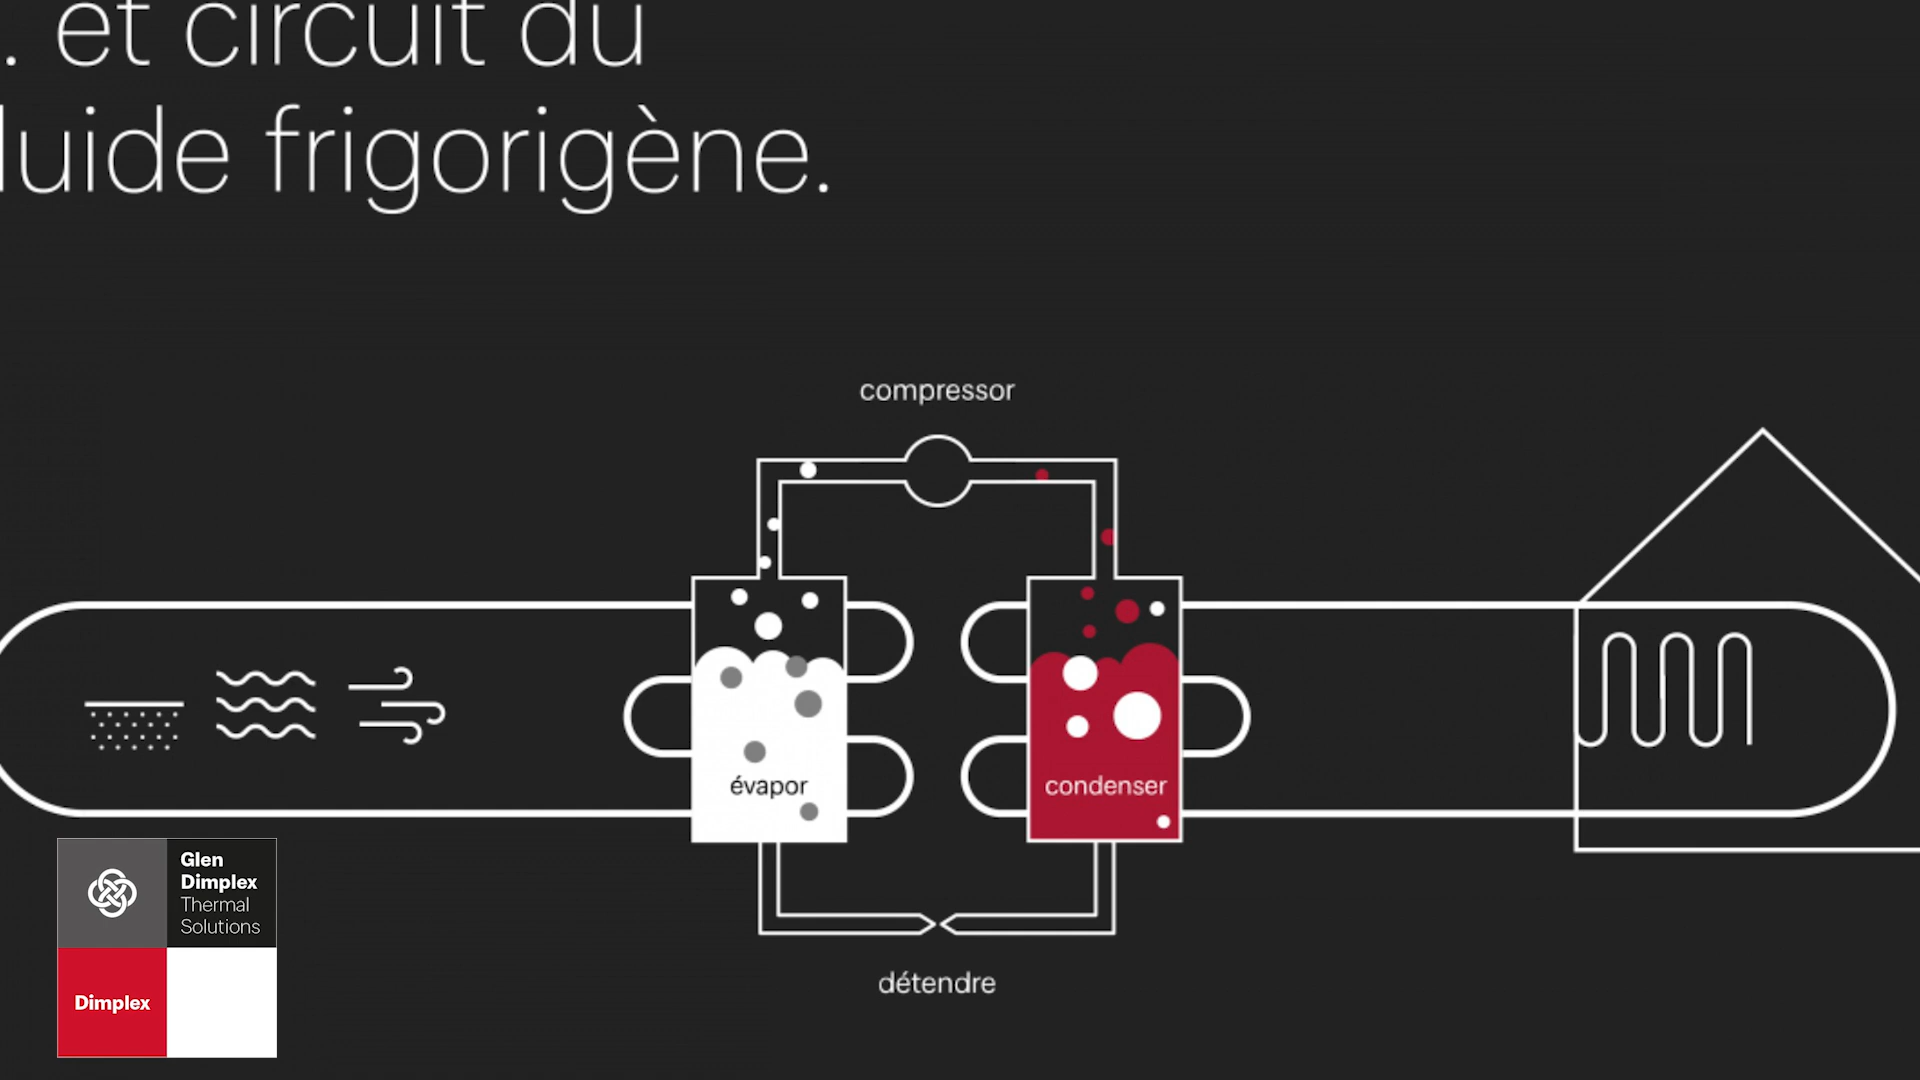 . et circuit du
luide frigorigène.
compressor
évapor
condenser
détendre
Glen
Dimplex
Thermal
Solutions
Dimplex